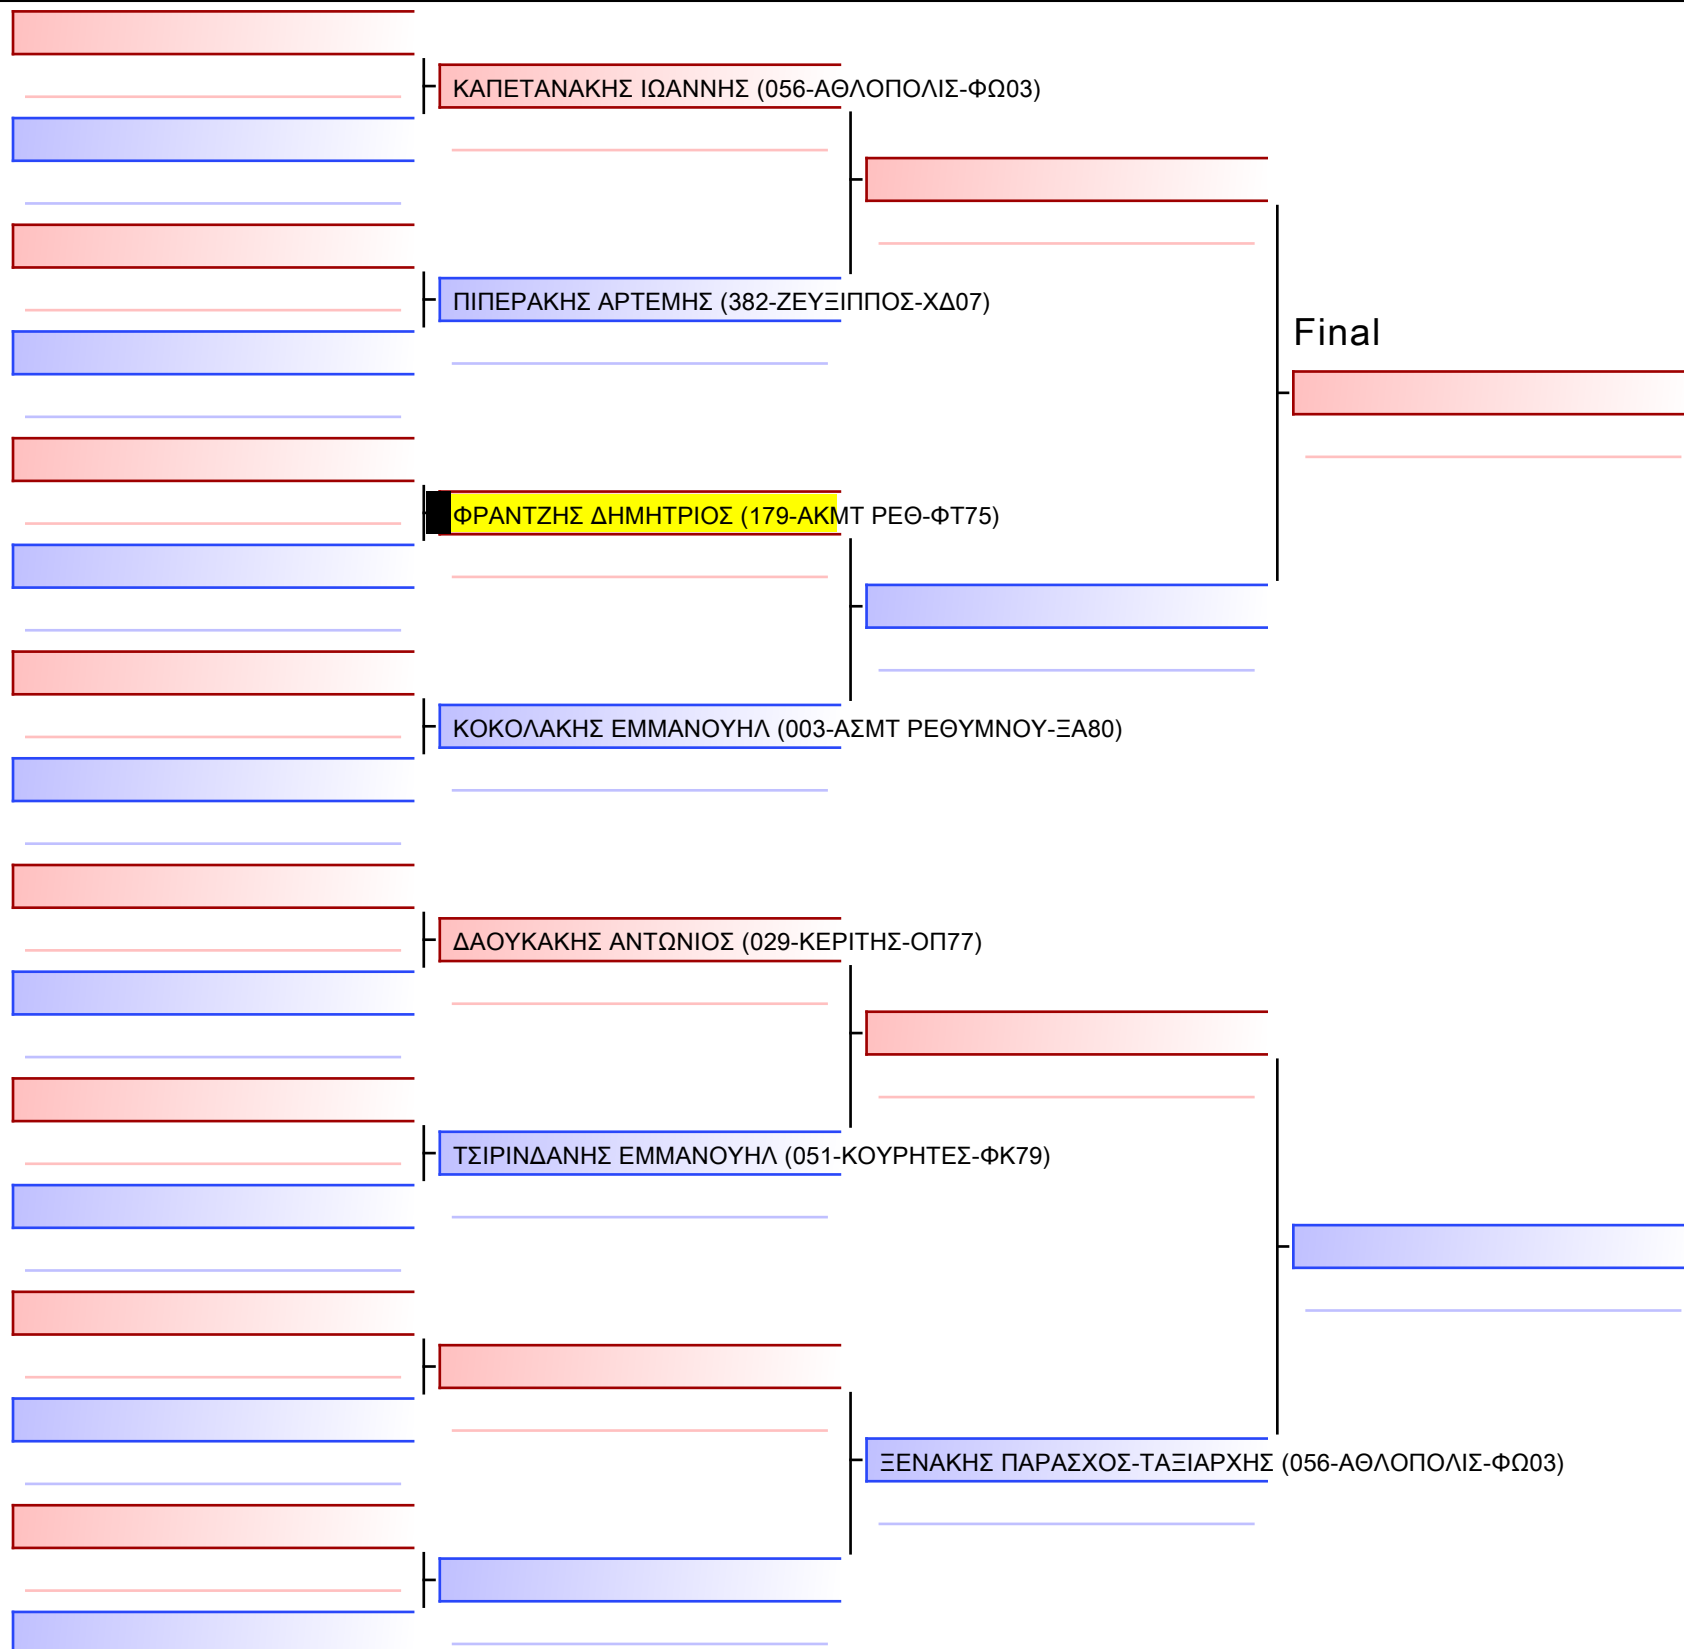 ΚΑΠΕΤΑΝΑΚΗΣ ΙΩΑΝΝΗΣ (056-ΑΘΛΟΠΟΛΙΣ-ΦΩ03)
ΠΙΠΕΡΑΚΗΣ ΑΡΤΕΜΗΣ (382-ΖΕΥΞΙΠΠΟΣ-ΧΔ07)
Final
ΦΡΑΝΤΖΗΣ ΔΗΜΗΤΡΙΟΣ (179-ΑΚΜΤ ΡΕΘ-ΦΤ75)
ΚΟΚΟΛΑΚΗΣ ΕΜΜΑΝΟΥΗΛ (003-ΑΣΜΤ ΡΕΘΥΜΝΟΥ-ΞΑ80)
ΔΑΟΥΚΑΚΗΣ ΑΝΤΩΝΙΟΣ (029-ΚΕΡΙΤΗΣ-ΟΠ77)
ΤΣΙΡΙΝΔΑΝΗΣ ΕΜΜΑΝΟΥΗΛ (051-ΚΟΥΡΗΤΕΣ-ΦΚ79)
ΞΕΝΑΚΗΣ ΠΑΡΑΣΧΟΣ-ΤΑΞΙΑΡΧΗΣ (056-ΑΘΛΟΠΟΛΙΣ-ΦΩ03)